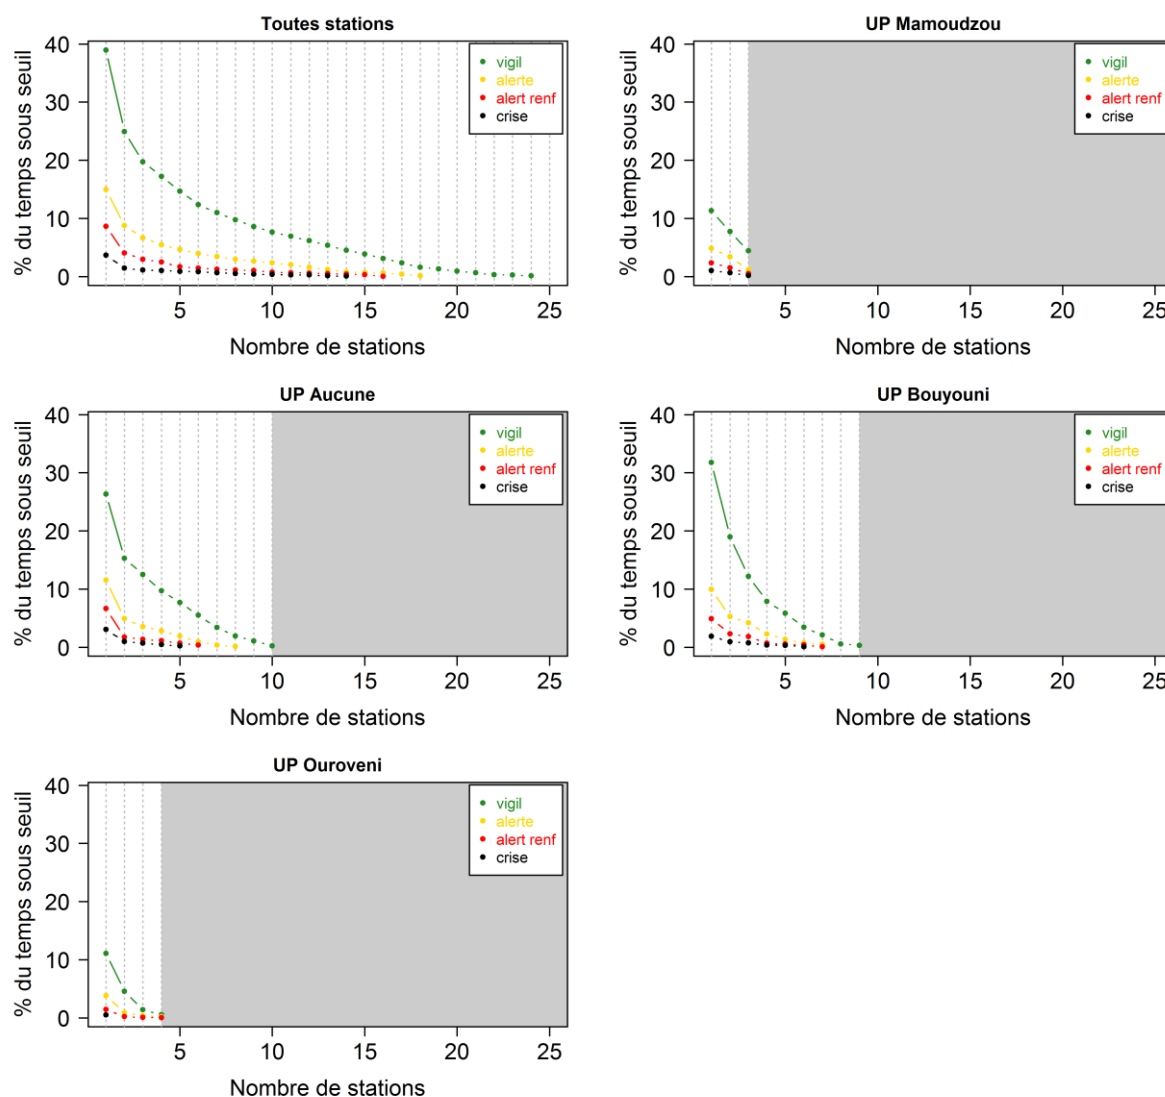 Toutes stations
% du temps sous seuil
40
30
20
10
0
vigil
alerte
alert renf
crise
5 10 15 20 25
Nombre de stations
UP Mamoudzou
% du temps sous seuil
40
30
20
10
0
vigil
alerte
alert renf
crise
5 10 15 20 25
Nombre de stations
UP Aucune
% du temps sous seuil
40
30
20
10
0
vigil
alerte
alert renf
crise
5 10 15 20 25
Nombre de stations
UP Bouyouni
% du temps sous seuil
40
30
20
10
0
vigil
alerte
alert renf
crise
5 10 15 20 25
Nombre de stations
UP Ouroveni
% du temps sous seuil
40
30
20
10
0
vigil
alerte
alert renf
crise
5 10 15 20 25
Nombre de stations